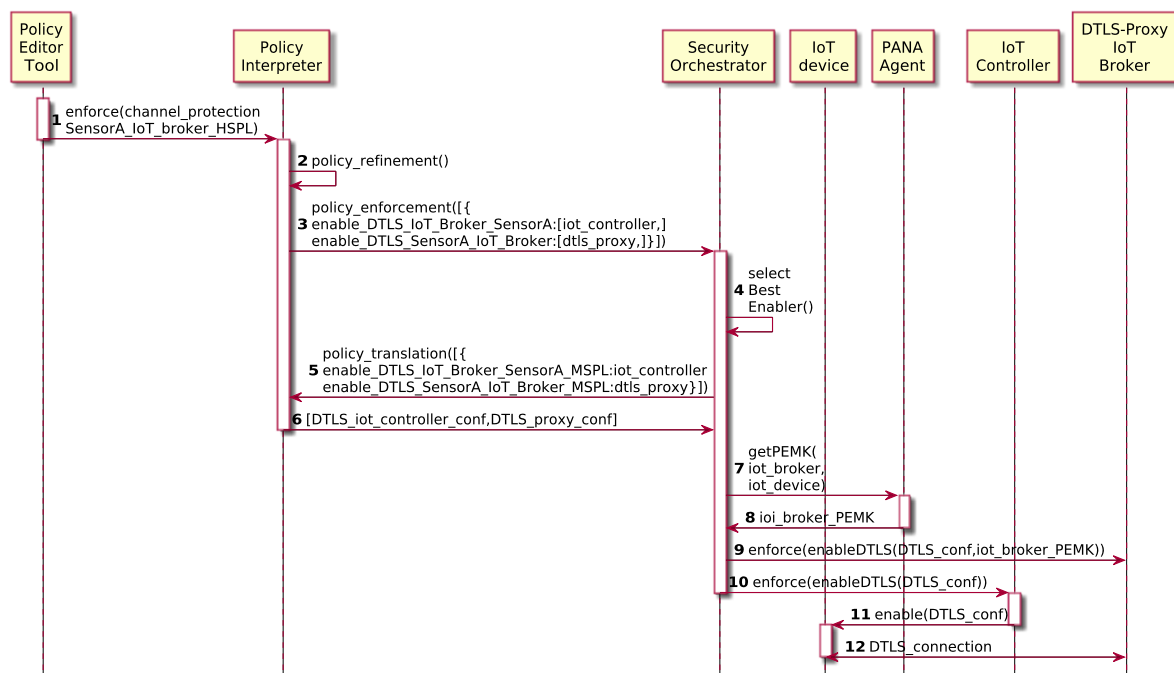 Policy
Editor
Tool
Policy
Interpreter
Security
Orchestrator
IoT
device
PANA
Agent
IoT
Controller
DTLS-Proxy
IoT
Broker
1 enforce(channel_protection
SensorA_IoT_broker_HSPL)
2 policy_refinement()
policy_enforcement([{
3 enable_DTLS_IoT_Broker_SensorA:[iot_controller,]
enable_DTLS_SensorA_IoT_Broker:[dtls_proxy,]}])
select
4 Best
Enabler()
policy_translation([{
5 enable_DTLS_IoT_Broker_SensorA_MSPL:iot_controller
enable_DTLS_SensorA_IoT_Broker_MSPL:dtls_proxy}])
6 [DTLS_iot_controller_conf,DTLS_proxy_conf]
getPEMK(
7 iot_broker,
iot_device)
8 ioi_broker_PEMK
9 enforce(enableDTLS(DTLS_conf,iot_broker_PEMK))
10 enforce(enableDTLS(DTLS_conf))
11 enable(DTLS_conf)
12 DTLS_connection